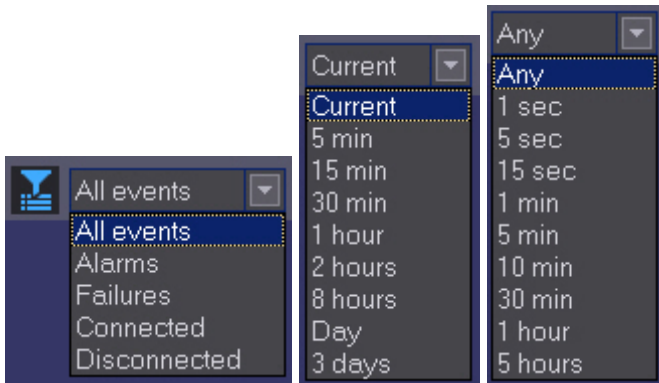 All events
All events
Alarms
Failures
Connected
Disconnected
Current
Current
5 min
15 min
30 min
1 hour
2 hours
8 hours
Day
3 days
Any
Any
1 sec
5 sec
15 sec
1 min
5 min
10 min
30 min
1 hour
5 hours